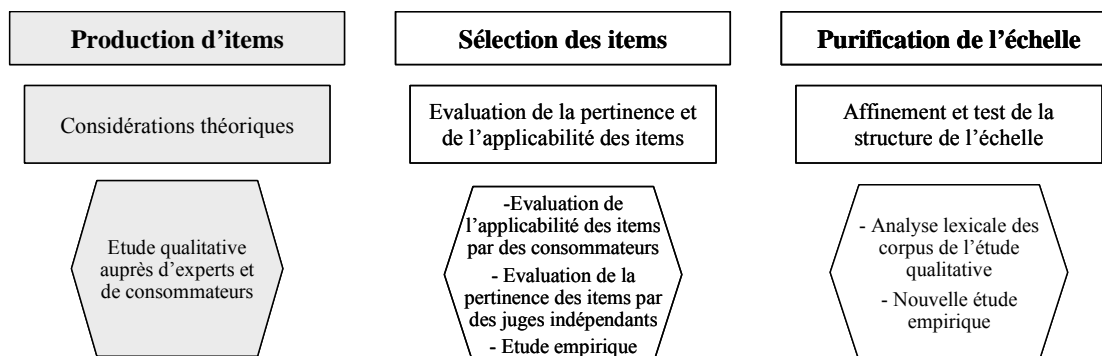 Production d'items
Considérations théoriques
Etude qualitative
auprès d'experts et
de consommateurs
Sélection des items
Evaluation de la pertinence et
de l'applicabilité des items
-Evaluation de
l'applicabilité des items
par des consommateurs
- Evaluation de la
pertinence des items par
des juges indépendants
- Etude empirique
Purification de l'échelle
Affinement et test de la
structure de l'échelle
- Analyse lexicale des
corpus de l'étude
qualitative
- Nouvelle étude
empirique